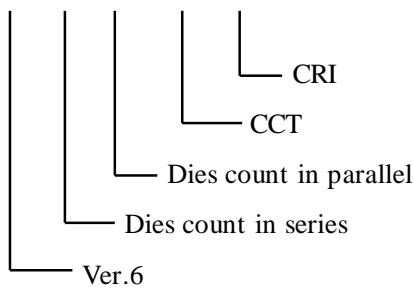 CRI
CCT
Dies count in parallel
Dies count in series
Ver.6